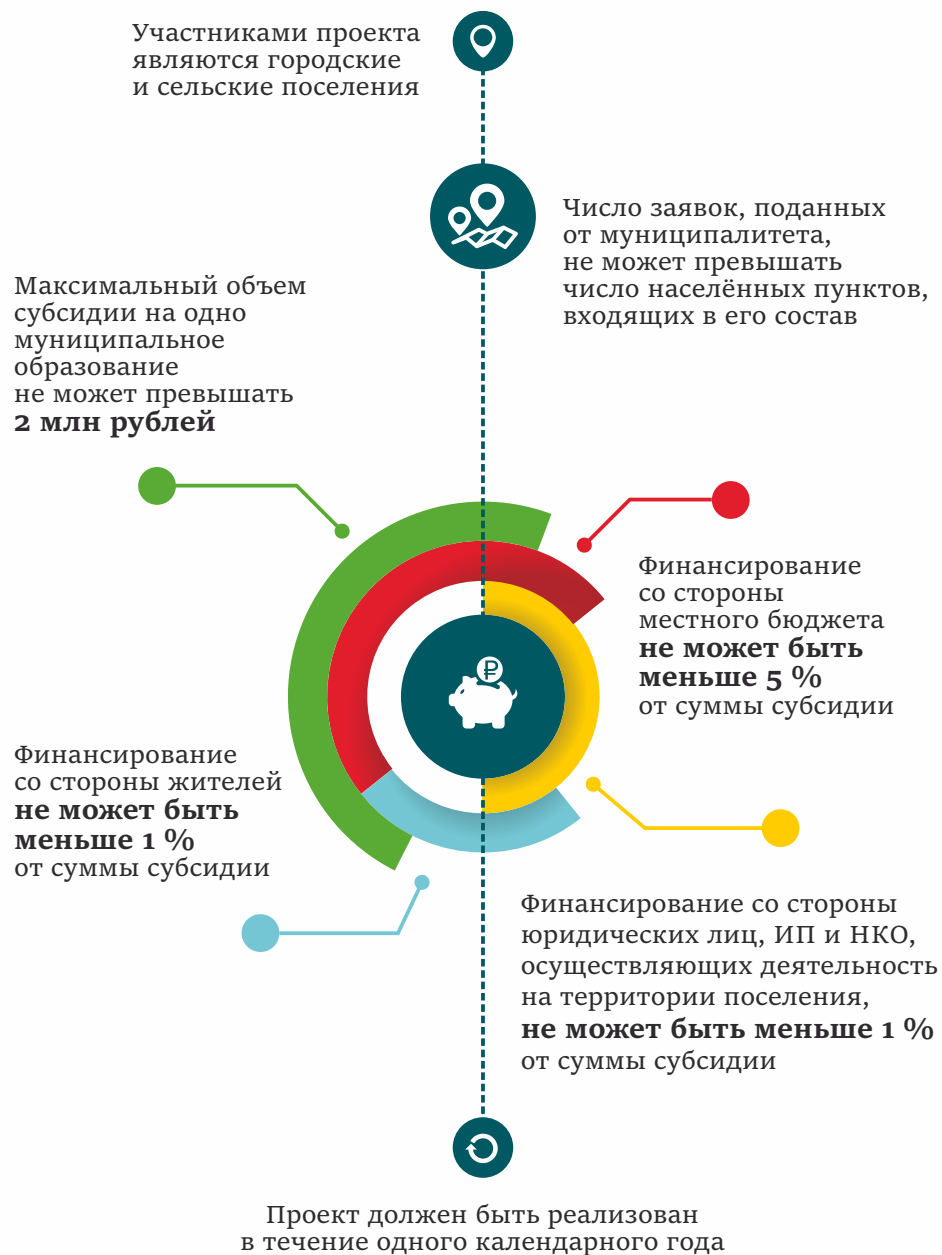 Участниками проекта
являются городские
и сельские поселения
Число заявок, поданных
от муниципалитета,
не может превышать
число населённых пунктов,
входящих в его состав
Максимальный объем
субсидии на одно
муниципальное
образование
не может превышать
2 млн рублей
Финансирование
со стороны
местного бюджета
не может быть
меньше 5 %
от суммы субсидии
Финансирование
со стороны жителей
не может быть
меньше 1 %
от суммы субсидии
Финансирование со стороны
юридических лиц, ИП и НКО,
осуществляющих деятельность
на территории поселения,
не может быть меньше 1 %
от суммы субсидии
Проект должен быть реализован
в течение одного календарного года